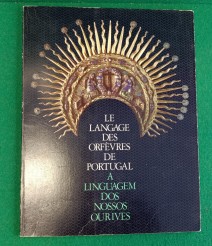 LE
LANGAGE
DES
ORFÈVRES
DE
PORTUGAL
A
LINGUAGEM
DOS
NOSSOS
OURIVES